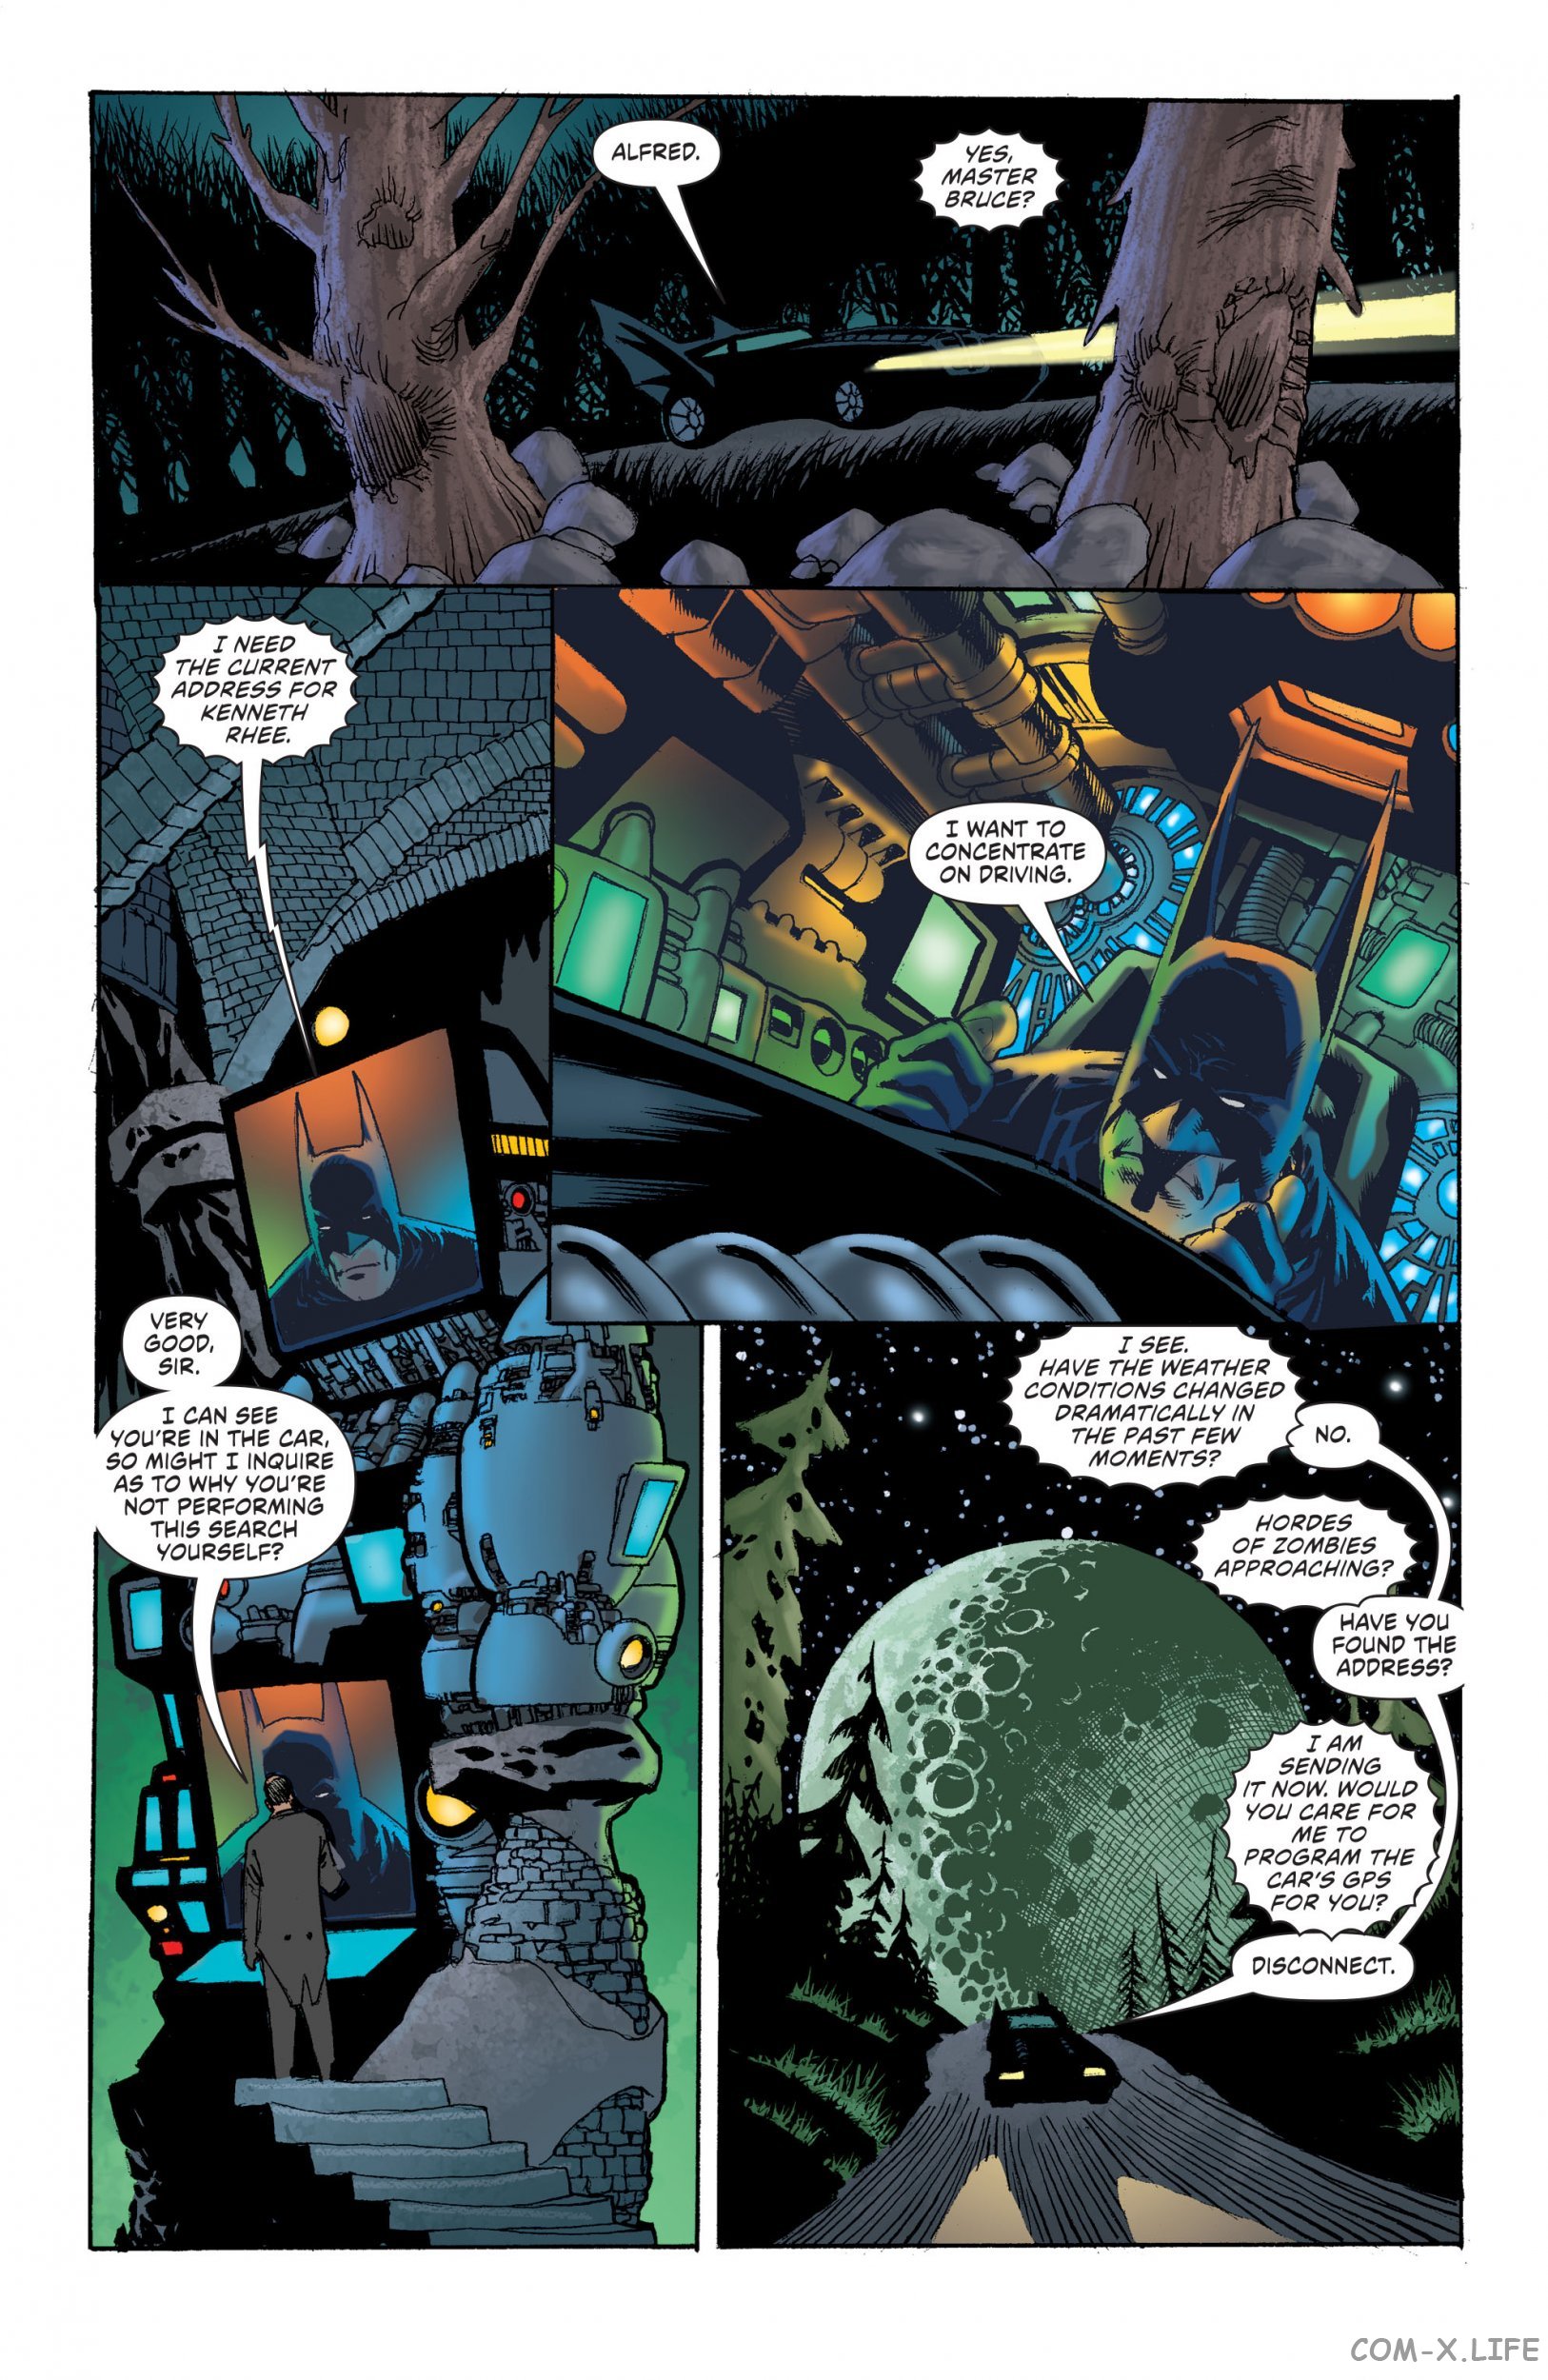 ALFRED.
YES,
MASTER
BRUCE?
I NEED
THE CURRENT
ADDRESS FOR
KENNETH
RHEE.
VERY
GOOD,
SIR.
I CAN SEE
YOU'RE IN THE CAR,
SO MIGHT I INQUIRE
AS TO WHY YOU'RE
NOT PERFORMING
THIS SEARCH
YOURSELF?
I WANT TO
CONCENTRATE
ON DRIVING.
I SEE.
HAVE THE WEATHER
CONDITIONS CHANGED
DRAMATICALLY IN
THE PAST FEW
MOMENTS?
NO.
HORDES
OF ZOMBIES
APPROACHING?
HAVE YOU
FOUND THE
ADDRESS?
I AM
SENDING
IT NOW. WOULD
YOU CARE FOR
ME TO
PROGRAM THE
CAR'S GPS
FOR YOU?
DISCONNECT.
COM-X.LIFE